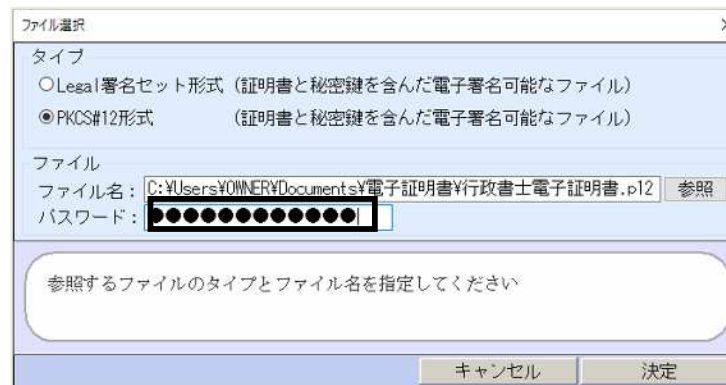 ファイル選択
タイプ
○Legal署名セット形式 (証明書と秘密鍵を含んだ電子署名可能なファイル)
◉PKCS#12形式 (証明書と秘密鍵を含んだ電子署名可能なファイル)
ファイル
ファイル名: C:¥Users¥OWNER¥Documents¥電子証明書¥行政書士電子証明書.p12 参照
パスワード: ●●●●●●●●●●●●
参照するファイルのタイプとファイル名を指定してください
キャンセル 決定